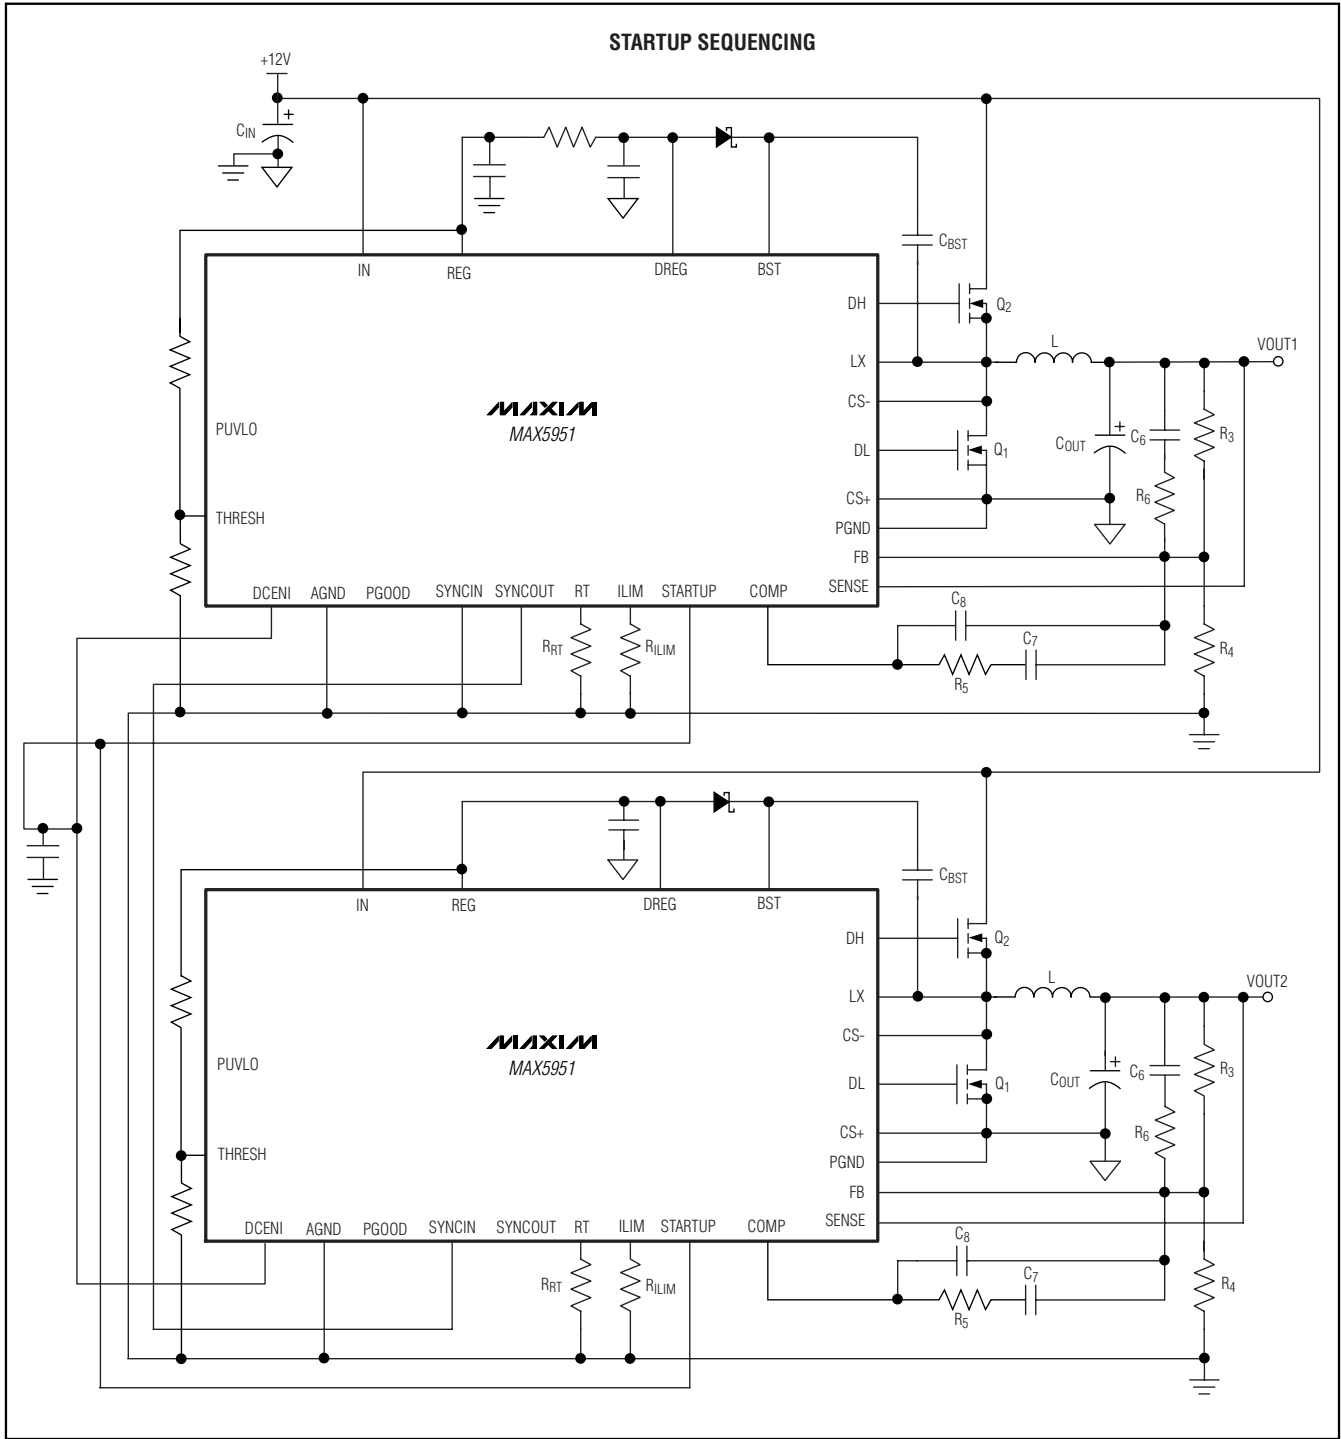 STARTUP SEQUENCING
+12V
CIN
CBST
IN
REG
DREG
BST
DH
Q2
L
VOUT1
LX
CS-
MAXIM
MAX5951
PUVLO
DL
Q1
COUT
C6
R3
CS+
R6
THRESH
PGND
FB
SENSE
DCENI
AGND
PGOOD
SYNCIN
SYNCOUT
RT
ILIM
STARTUP
COMP
C8
RRT
RILIM
C7
R4
R5
CBST
IN
REG
DREG
BST
DH
Q2
L
VOUT2
LX
CS-
MAXIM
MAX5951
PUVLO
DL
Q1
COUT
C6
R3
CS+
R6
THRESH
PGND
FB
SENSE
DCENI
AGND
PGOOD
SYNCIN
SYNCOUT
RT
ILIM
STARTUP
COMP
C8
RRT
RILIM
C7
R4
R5